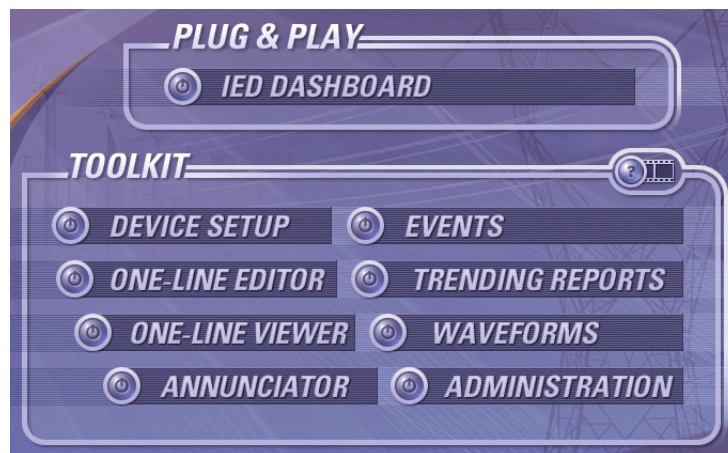 PLUG & PLAY
IED DASHBOARD
TOOLKIT
?
DEVICE SETUP
EVENTS
ONE-LINE EDITOR
TRENDING REPORTS
ONE-LINE VIEWER
WAVEFORMS
ANNUNCIATOR
ADMINISTRATION